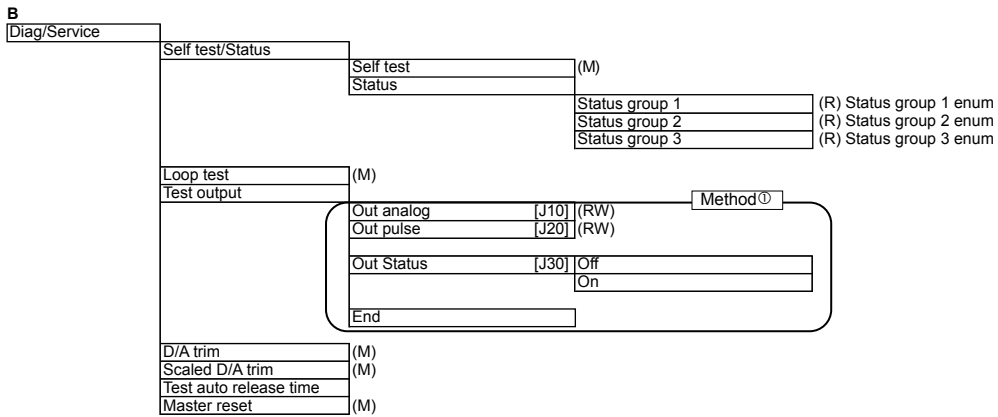 B
Diag/Service
Self test/Status
Self test (M)
Status
Status group 1 (R) Status group 1 enum
Status group 2 (R) Status group 2 enum
Status group 3 (R) Status group 3 enum
Loop test (M)
Test output
Method①
Out analog [J10] (RW)
Out pulse [J20] (RW)
Out Status [J30] Off
On
End
D/A trim (M)
Scaled D/A trim (M)
Test auto release time
Master reset (M)